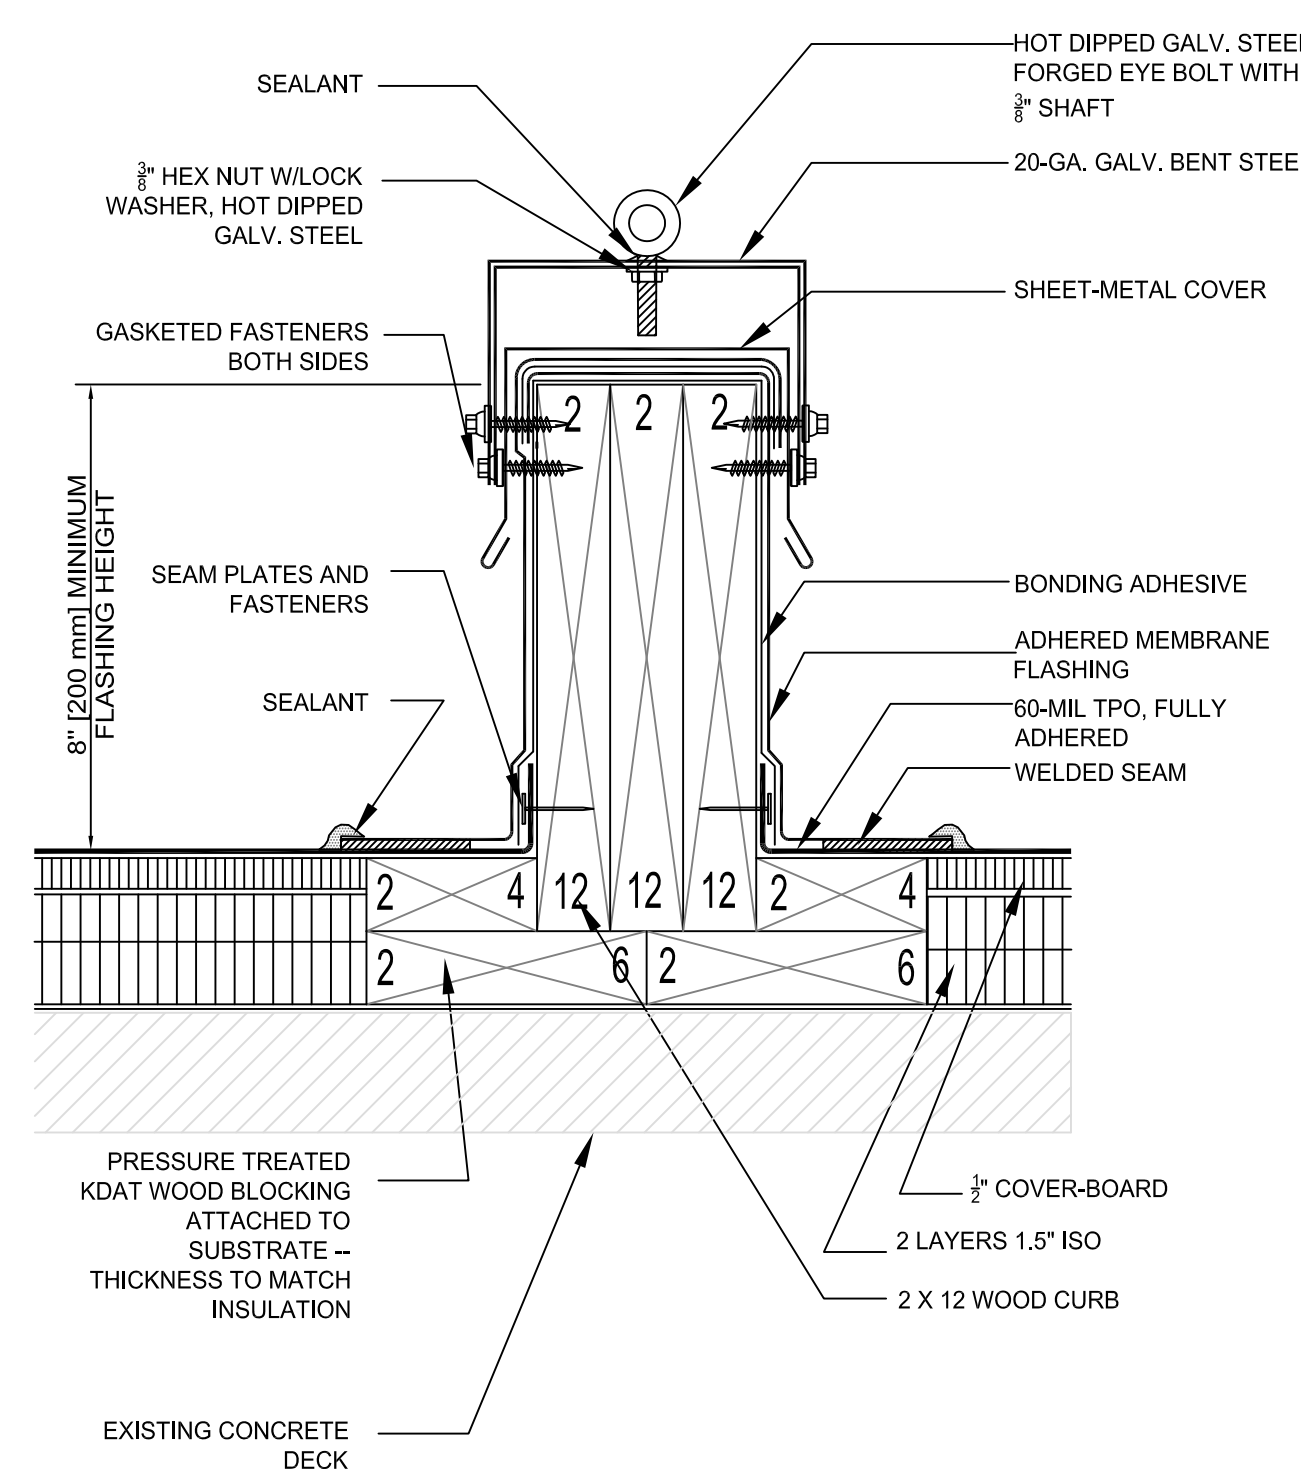 HOT DIPPED GALV. STEEL
FORGED EYE BOLT WITH
3/8" SHAFT
SEALANT
20-GA. GALV. BENT STEE
3/8" HEX NUT W/LOCK
WASHER, HOT DIPPED
GALV. STEEL
SHEET-METAL COVER
GASKETED FASTENERS
BOTH SIDES
2 2 2
8" [200 mm] MINIMUM
FLASHING HEIGHT
SEAM PLATES AND
FASTENERS
BONDING ADHESIVE
ADHERED MEMBRANE
FLASHING
SEALANT
60-MIL TPO, FULLY
ADHERED
WELDED SEAM
2 4 12 12 12 2 4
2 6 2 6
PRESSURE TREATED
KDAT WOOD BLOCKING
ATTACHED TO
SUBSTRATE --
THICKNESS TO MATCH
INSULATION
1/2" COVER-BOARD
2 LAYERS 1.5" ISO
2 X 12 WOOD CURB
EXISTING CONCRETE
DECK